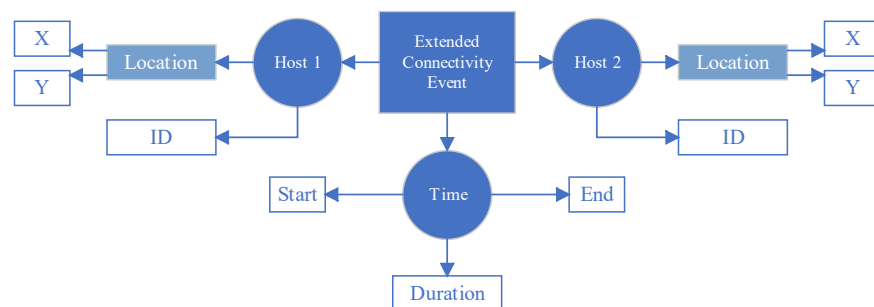 X
Y
Location
Host 1
Extended
Connectivity
Event
Host 2
Location
X
Y
ID
ID
Start
Time
End
Duration